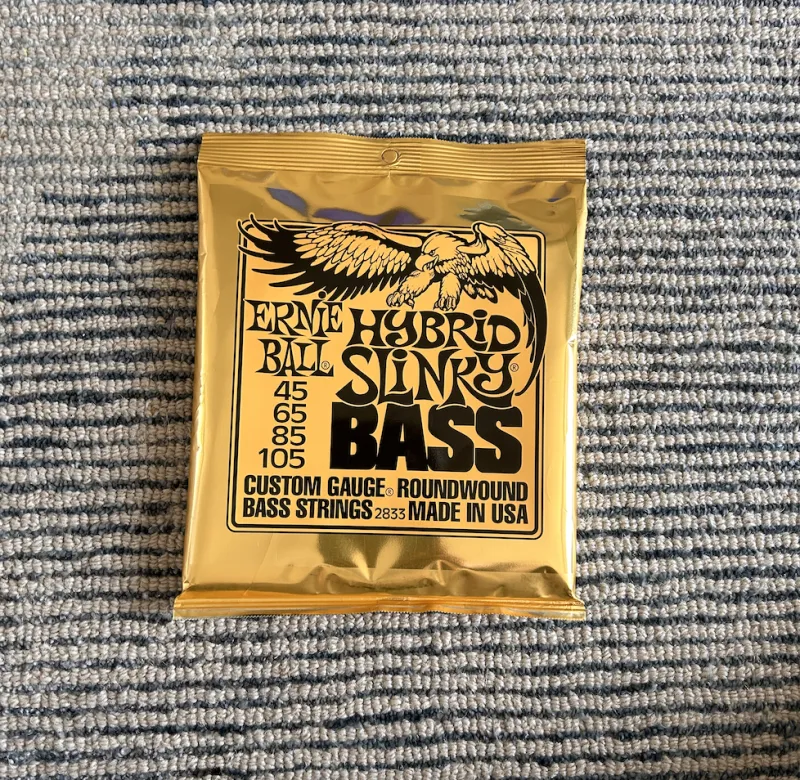 ERNIE
BALL®
HYBRID
SLINKY®
BASS
45
65
85
105
CUSTOM GAUGE® ROUNDWOUND
BASS STRINGS 2833 MADE IN USA